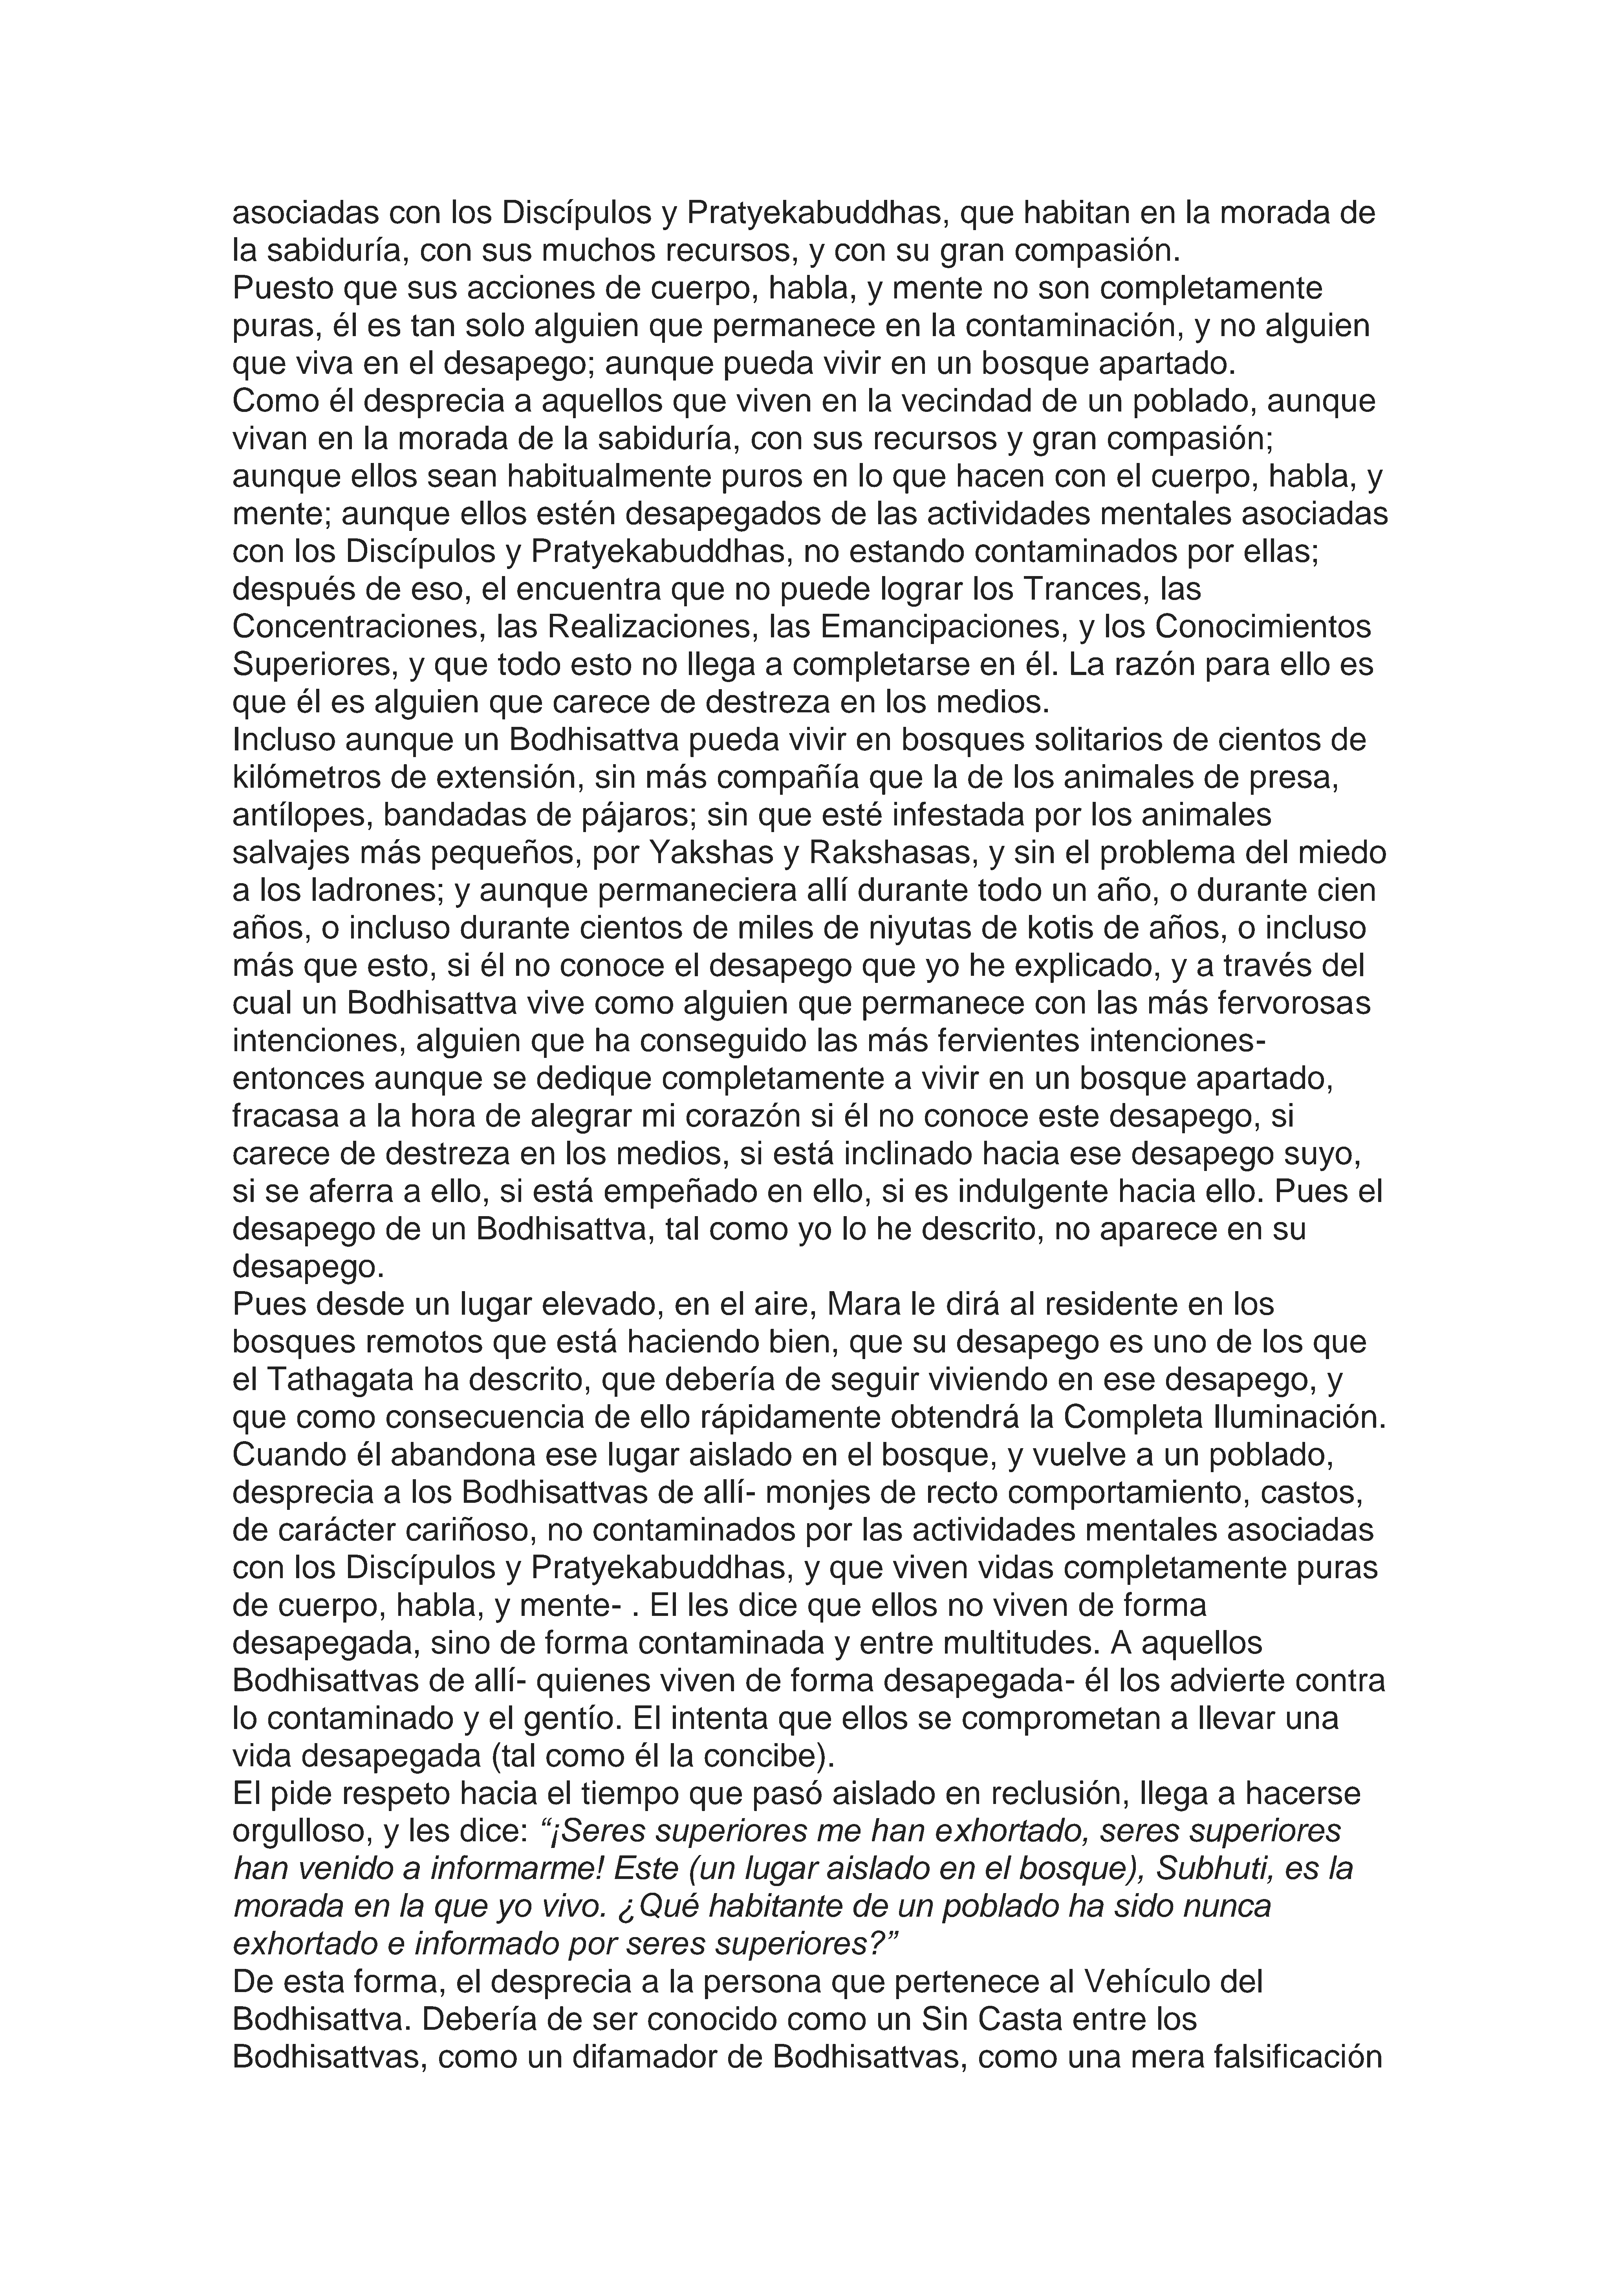 asociadas con los Discípulos y Pratyekabuddhas, que habitan en la morada de
la sabiduría, con sus muchos recursos, y con su gran compasión.
Puesto que sus acciones de cuerpo, habla, y mente no son completamente
puras, él es tan solo alguien que permanece en la contaminación, y no alguien
que viva en el desapego; aunque pueda vivir en un bosque apartado.
Como él desprecia a aquellos que viven en la vecindad de un poblado, aunque
vivan en la morada de la sabiduría, con sus recursos y gran compasión;
aunque ellos sean habitualmente puros en lo que hacen con el cuerpo, habla, y
mente; aunque ellos estén desapegados de las actividades mentales asociadas
con los Discípulos y Pratyekabuddhas, no estando contaminados por ellas;
después de eso, el encuentra que no puede lograr los Trances, las
Concentraciones, las Realizaciones, las Emancipaciones, y los Conocimientos
Superiores, y que todo esto no llega a completarse en él. La razón para ello es
que él es alguien que carece de destreza en los medios.
Incluso aunque un Bodhisattva pueda vivir en bosques solitarios de cientos de
kilómetros de extensión, sin más compañía que la de los animales de presa,
antílopes, bandadas de pájaros; sin que esté infestada por los animales
salvajes más pequeños, por Yakshas y Rakshasas, y sin el problema del miedo
a los ladrones; y aunque permaneciera allí durante todo un año, o durante cien
años, o incluso durante cientos de miles de niyutas de kotis de años, o incluso
más que esto, si él no conoce el desapego que yo he explicado, y a través del
cual un Bodhisattva vive como alguien que permanece con las más fervorosas
intenciones, alguien que ha conseguido las más fervientes intenciones-
entonces aunque se dedique completamente a vivir en un bosque apartado,
fracasa a la hora de alegrar mi corazón si él no conoce este desapego, si
carece de destreza en los medios, si está inclinado hacia ese desapego suyo,
si se aferra a ello, si está empeñado en ello, si es indulgente hacia ello. Pues el
desapego de un Bodhisattva, tal como yo lo he descrito, no aparece en su
desapego.
Pues desde un lugar elevado, en el aire, Mara le dirá al residente en los
bosques remotos que está haciendo bien, que su desapego es uno de los que
el Tathagata ha descrito, que debería de seguir viviendo en ese desapego, y
que como consecuencia de ello rápidamente obtendrá la Completa Iluminación.
Cuando él abandona ese lugar aislado en el bosque, y vuelve a un poblado,
desprecia a los Bodhisattvas de allí- monjes de recto comportamiento, castos,
de carácter cariñoso, no contaminados por las actividades mentales asociadas
con los Discípulos y Pratyekabuddhas, y que viven vidas completamente puras
de cuerpo, habla, y mente- . El les dice que ellos no viven de forma
desapegada, sino de forma contaminada y entre multitudes. A aquellos
Bodhisattvas de allí- quienes viven de forma desapegada- él los advierte contra
lo contaminado y el gentío. El intenta que ellos se comprometan a llevar una
vida desapegada (tal como él la concibe).
El pide respeto hacia el tiempo que pasó aislado en reclusión, llega a hacerse
orgulloso, y les dice: “¡Seres superiores me han exhortado, seres superiores
han venido a informarme! Este (un lugar aislado en el bosque), Subhuti, es la
morada en la que yo vivo. ¿Qué habitante de un poblado ha sido nunca
exhortado e informado por seres superiores?”
De esta forma, el desprecia a la persona que pertenece al Vehículo del
Bodhisattva. Debería de ser conocido como un Sin Casta entre los
Bodhisattvas, como un difamador de Bodhisattvas, como una mera falsificación